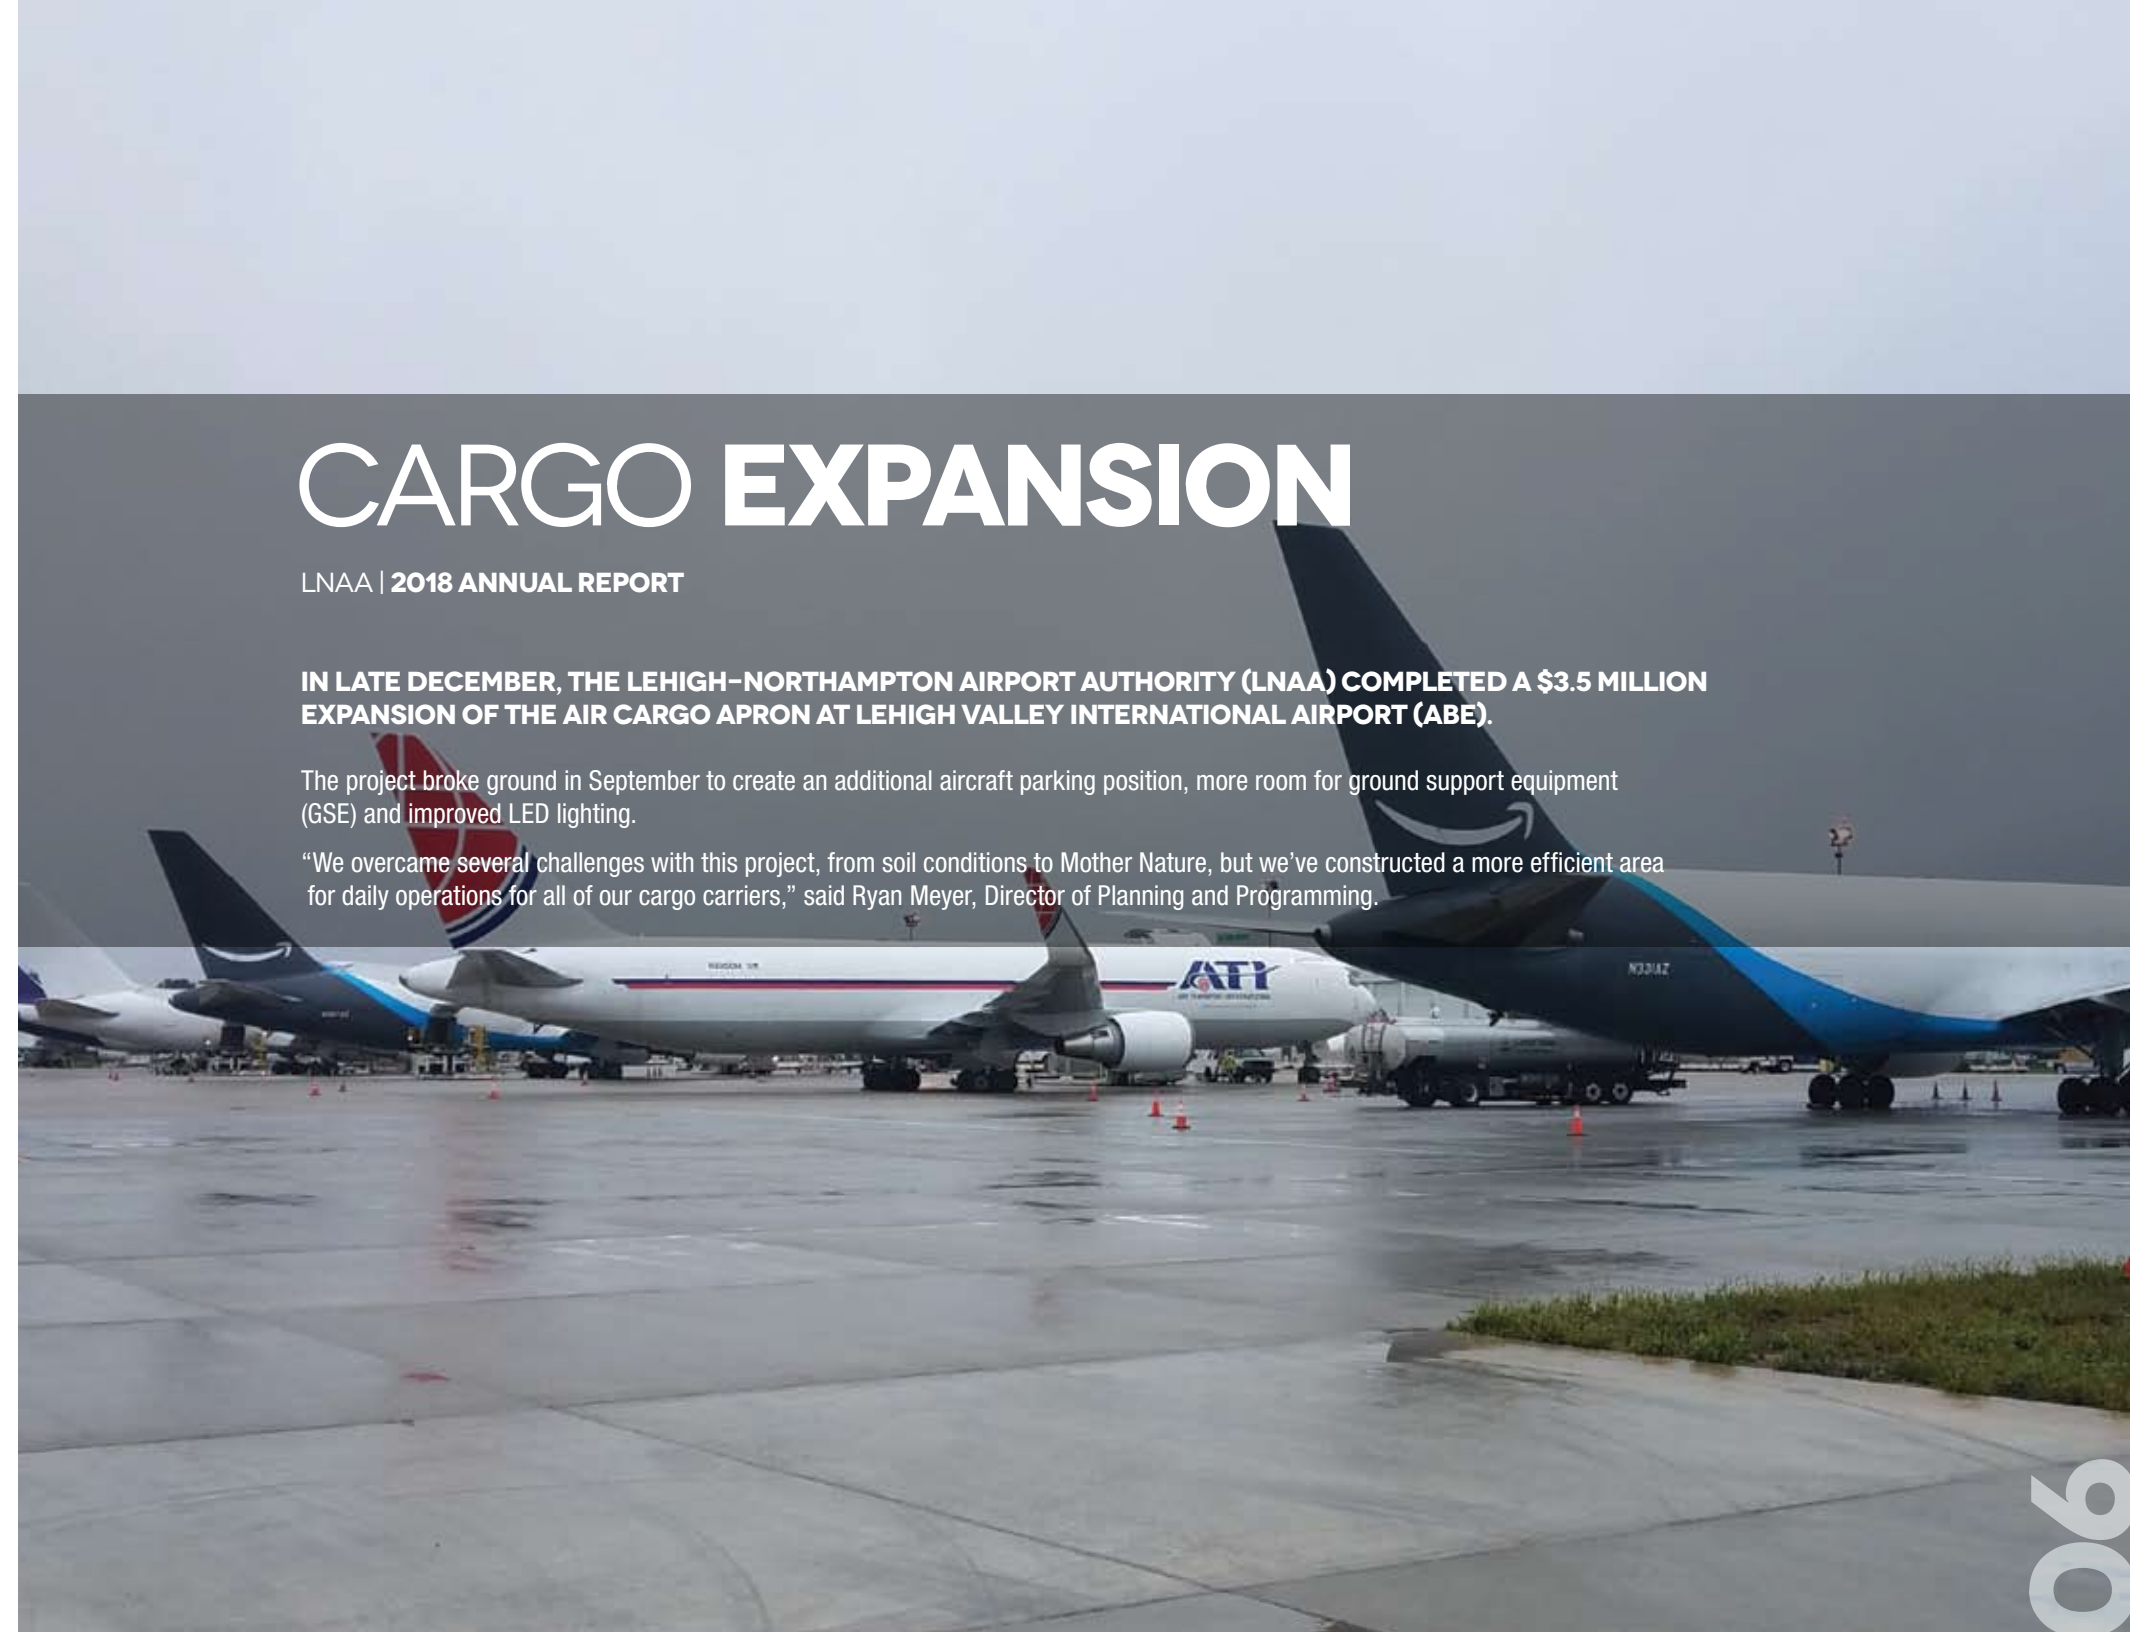 CARGO EXPANSION
LNAA | 2018 ANNUAL REPORT
IN LATE DECEMBER, THE LEHIGH-NORTHAMPTON AIRPORT AUTHORITY (LNAA) COMPLETED A $3.5 MILLION
EXPANSION OF THE AIR CARGO APRON AT LEHIGH VALLEY INTERNATIONAL AIRPORT (ABE).
The project broke ground in September to create an additional aircraft parking position, more room for ground support equipment
(GSE) and improved LED lighting.
“We overcame several challenges with this project, from soil conditions to Mother Nature, but we’ve constructed a more efficient area
for daily operations for all of our cargo carriers,” said Ryan Meyer, Director of Planning and Programming.
ATI
AIR TRANSPORT INTERNATIONAL
N331AZ
06